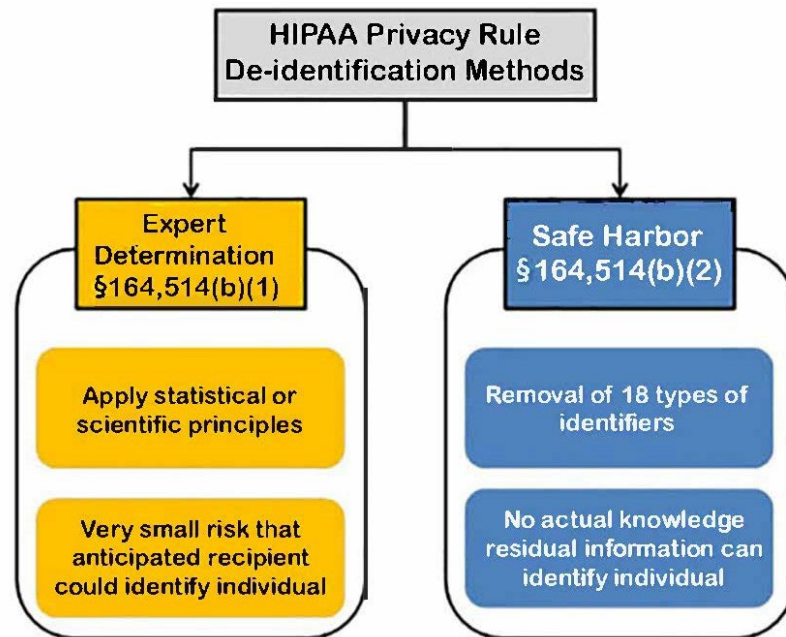 HIPAA Privacy Rule
De-identification Methods
Expert
Determination
§164,514(b)(1)
Apply statistical or
scientific principles
Very small risk that
anticipated recipient
could identify individual
Safe Harbor
§164,514(b)(2)
Removal of 18 types of
identifiers
No actual knowledge
residual information can
identify individual